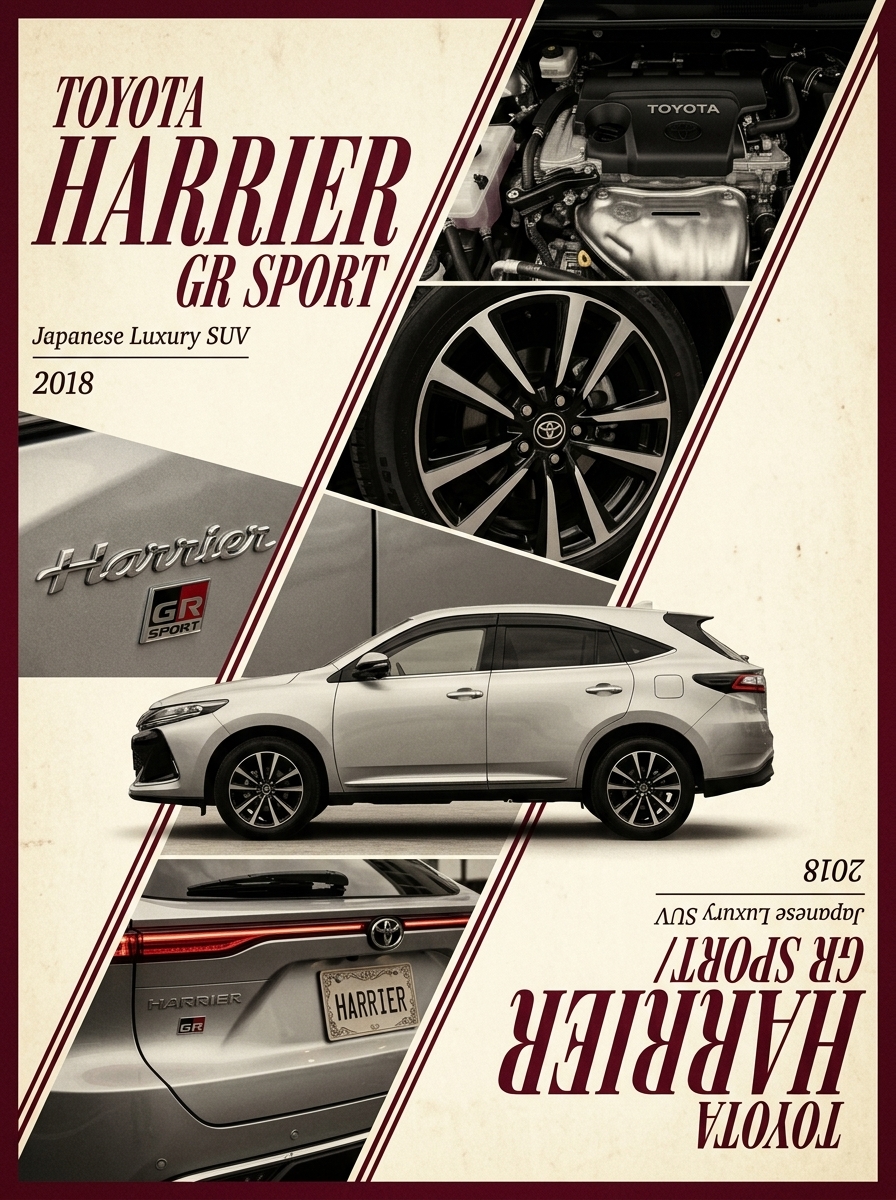 TOYOTA
HARRIER
GR SPORT
Japanese Luxury SUV
2018
TOYOTA
Harrier
GR
SPORT
HARRIER
GR
HARRIER
2018
Japanese Luxury SUV
GR SPORT/
HARRIER
TOYOTA